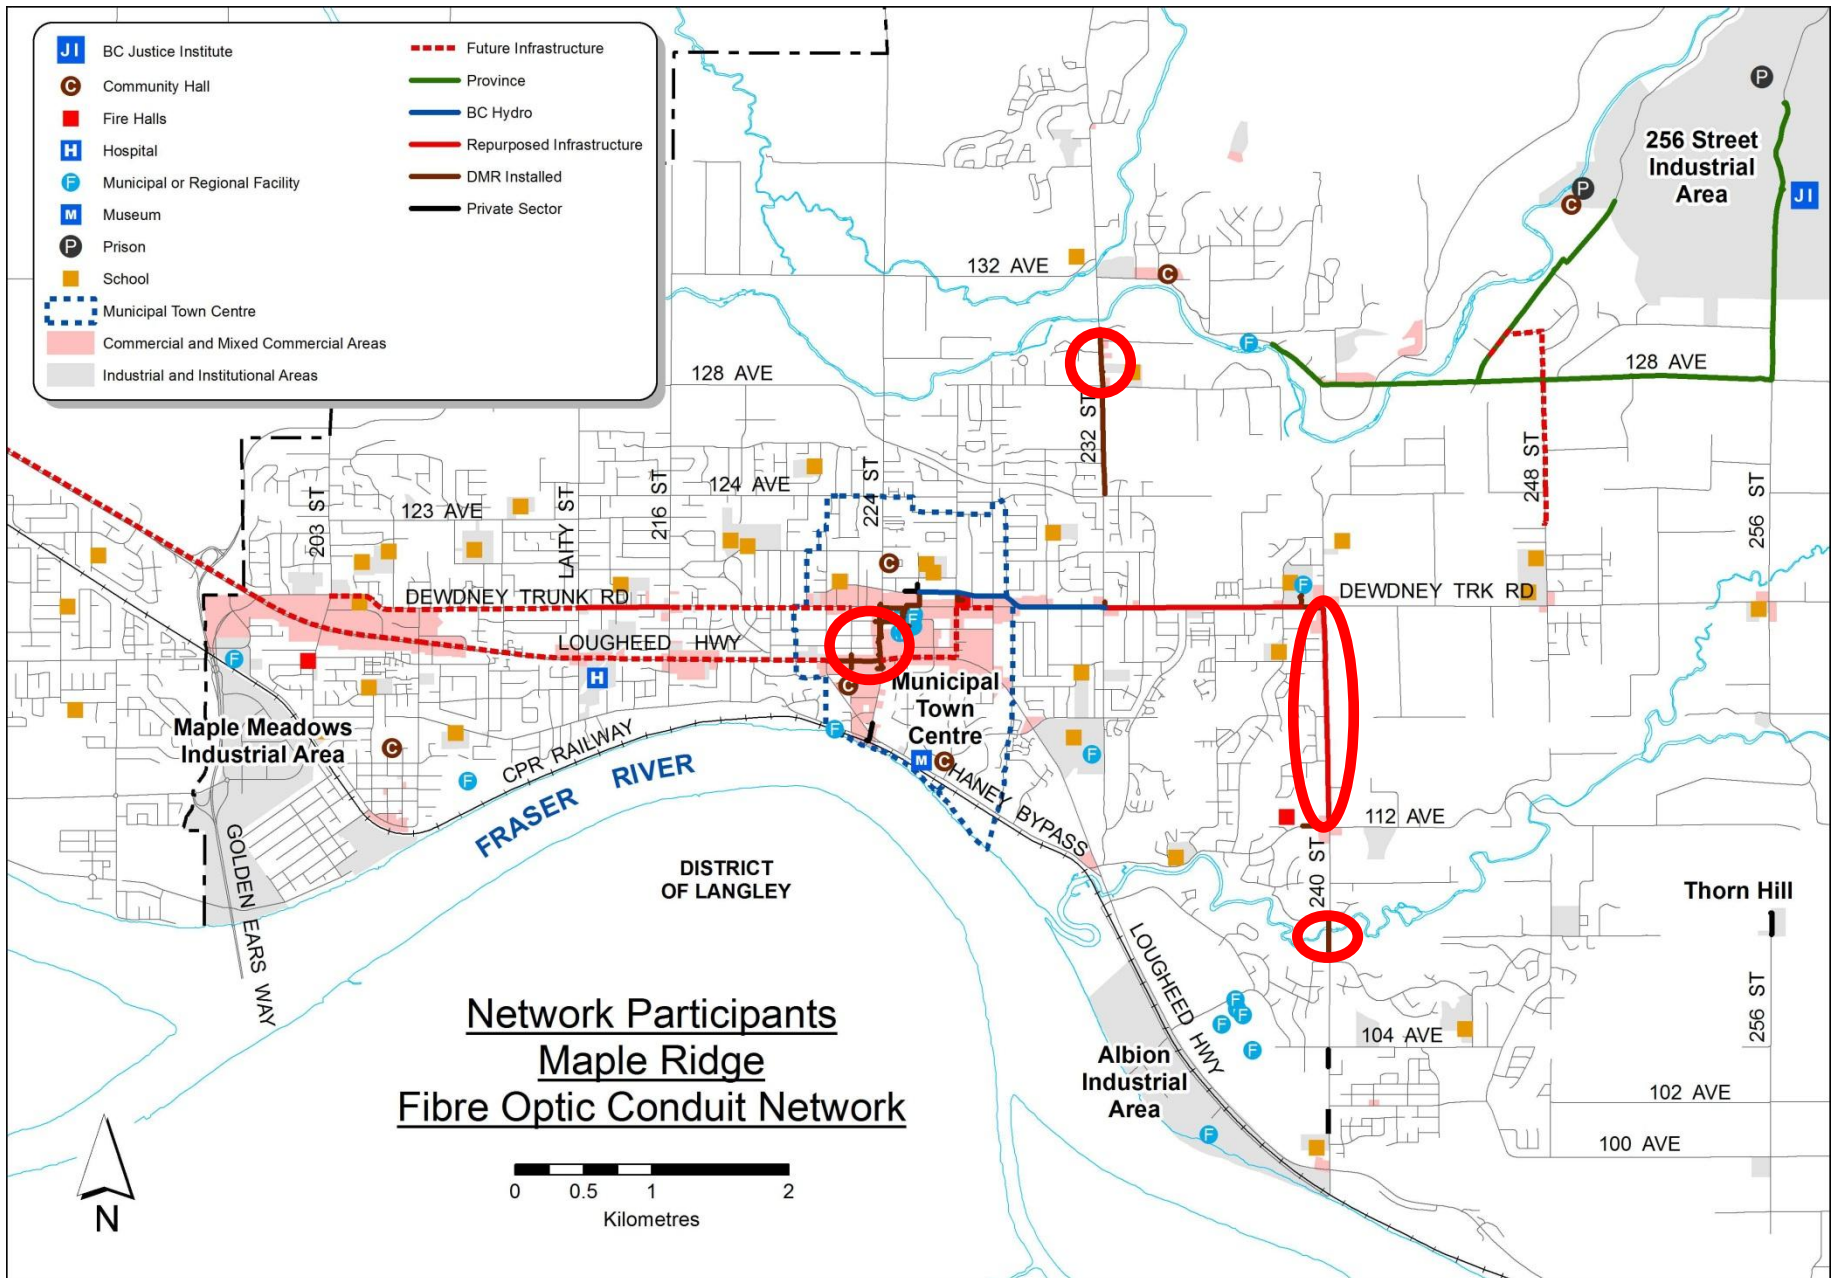 JI BC Justice Institute
C Community Hall
Fire Halls
H Hospital
F Municipal or Regional Facility
M Museum
P Prison
School
Municipal Town Centre
Commercial and Mixed Commercial Areas
Industrial and Institutional Areas
Future Infrastructure
Province
BC Hydro
Repurposed Infrastructure
DMR Installed
Private Sector
P
256 Street
Industrial
Area
P
C
JI
132 AVE
C
F
128 AVE
128 AVE
232 ST
248 ST
256 ST
203 ST
123 AVE
LAITY ST
216 ST
124 AVE
224 ST
C
DEWDNEY TRUNK RD
F
DEWDNEY TRK RD
LOUGHEED HWY
F
F
F
H
C
Municipal
Town
Centre
Maple Meadows
Industrial Area
C
F
CPR RAILWAY
F
M
C
F
HANEY BYPASS
FRASER RIVER
112 AVE
240 ST
GOLDEN EARS WAY
DISTRICT
OF LANGLEY
Thorn Hill
LOUGHEED HWY
256 ST
F
F
F
F
104 AVE
Albion
Industrial
Area
102 AVE
F
100 AVE
Network Participants
Maple Ridge
Fibre Optic Conduit Network
0 0.5 1 2
Kilometres
N